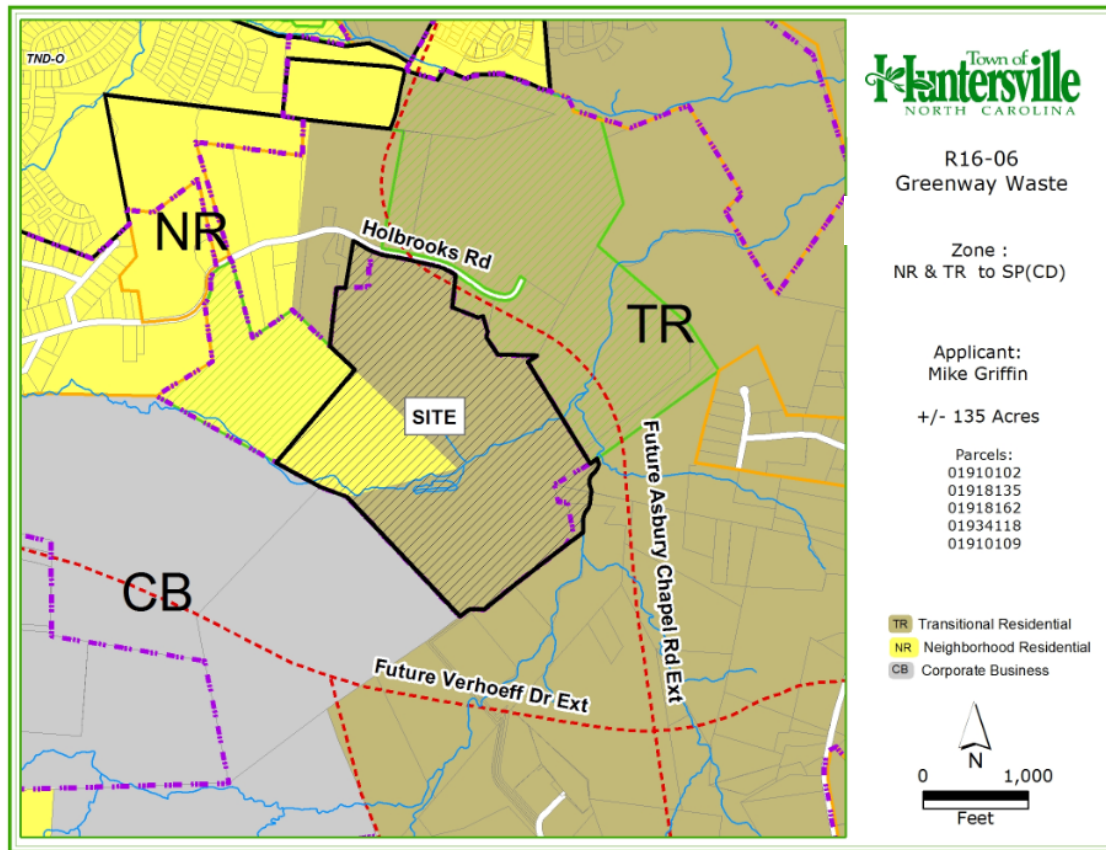 TND-O
NR
Holbrooks Rd
TR
SITE
Future Asbury Chapel Rd Ext
CB
Future Verhoeff Dr Ext
Town of
Huntersville
NORTH CAROLINA
R16-06
Greenway Waste
Zone :
NR & TR to SP(CD)
Applicant:
Mike Griffin
+/- 135 Acres
Parcels:
01910102
01918135
01918162
01934118
01910109
TR Transitional Residential
NR Neighborhood Residential
CB Corporate Business
N
0 1,000
Feet